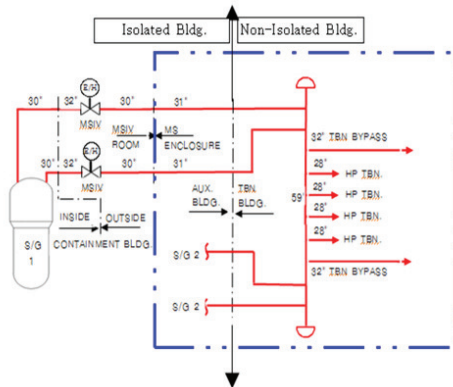 Isolated Bldg. Non-Isolated Bldg.
E/H
30" 32" 30" 31"
MSIV
MSIV MS
ROOM ENCLOSURE
E/H
30" 32" 30" 31"
MSIV
32" TBN BYPASS
28" HP TBN.
28" HP TBN.
59"
28" HP TBN.
28" HP TBN.
32" TBN BYPASS
AUX. TBN
BLDG. BLDG.
INSIDE OUTSIDE
CONTAINMENT BLDG.
S/G
1
S/G 2
S/G 2